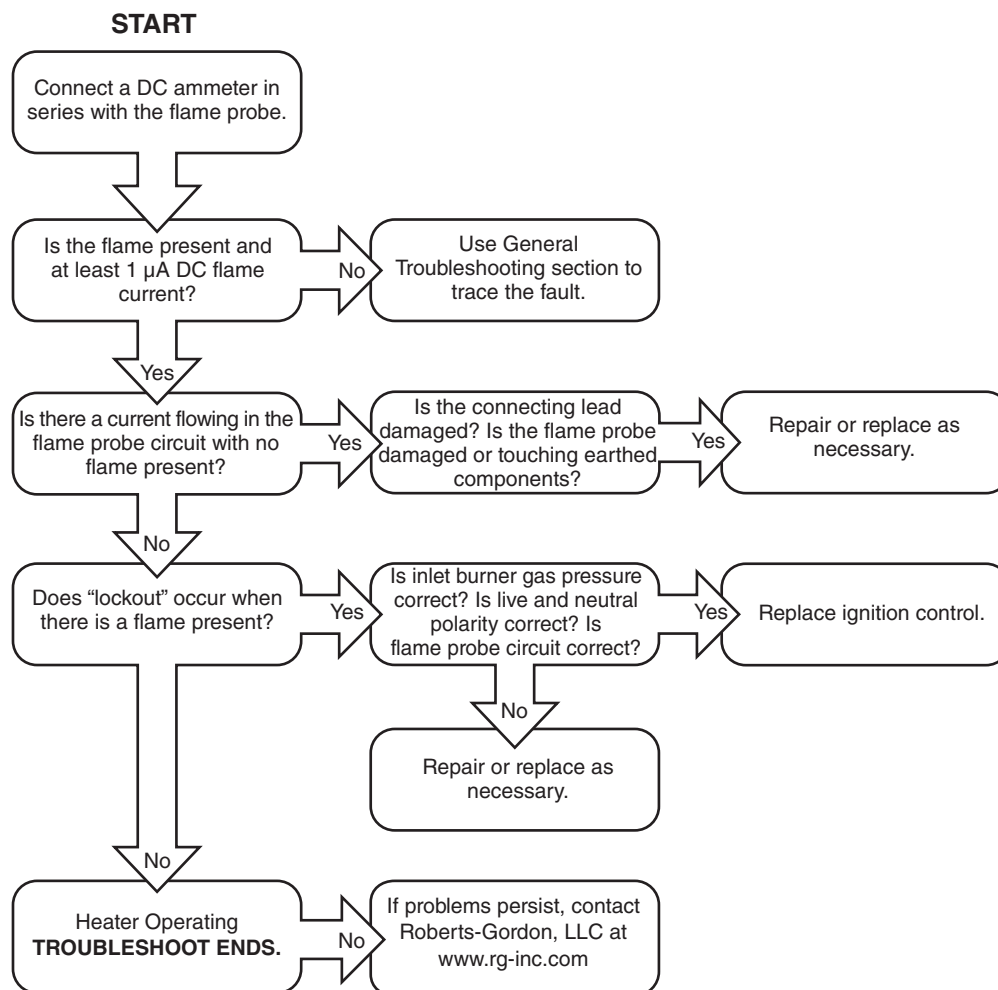 START
Connect a DC ammeter in
series with the flame probe.
Is the flame present and
at least 1 µA DC flame
current?
No
Use General
Troubleshooting section to
trace the fault.
Yes
Is there a current flowing in the
flame probe circuit with no
flame present?
Yes
Is the connecting lead
damaged? Is the flame probe
damaged or touching earthed
components?
Yes
Repair or replace as
necessary.
No
Does “lockout” occur when
there is a flame present?
Yes
Is inlet burner gas pressure
correct? Is live and neutral
polarity correct? Is
flame probe circuit correct?
Yes
Replace ignition control.
No
Repair or replace as
necessary.
No
Heater Operating
TROUBLESHOOT ENDS.
No
If problems persist, contact
Roberts-Gordon, LLC at
www.rg-inc.com